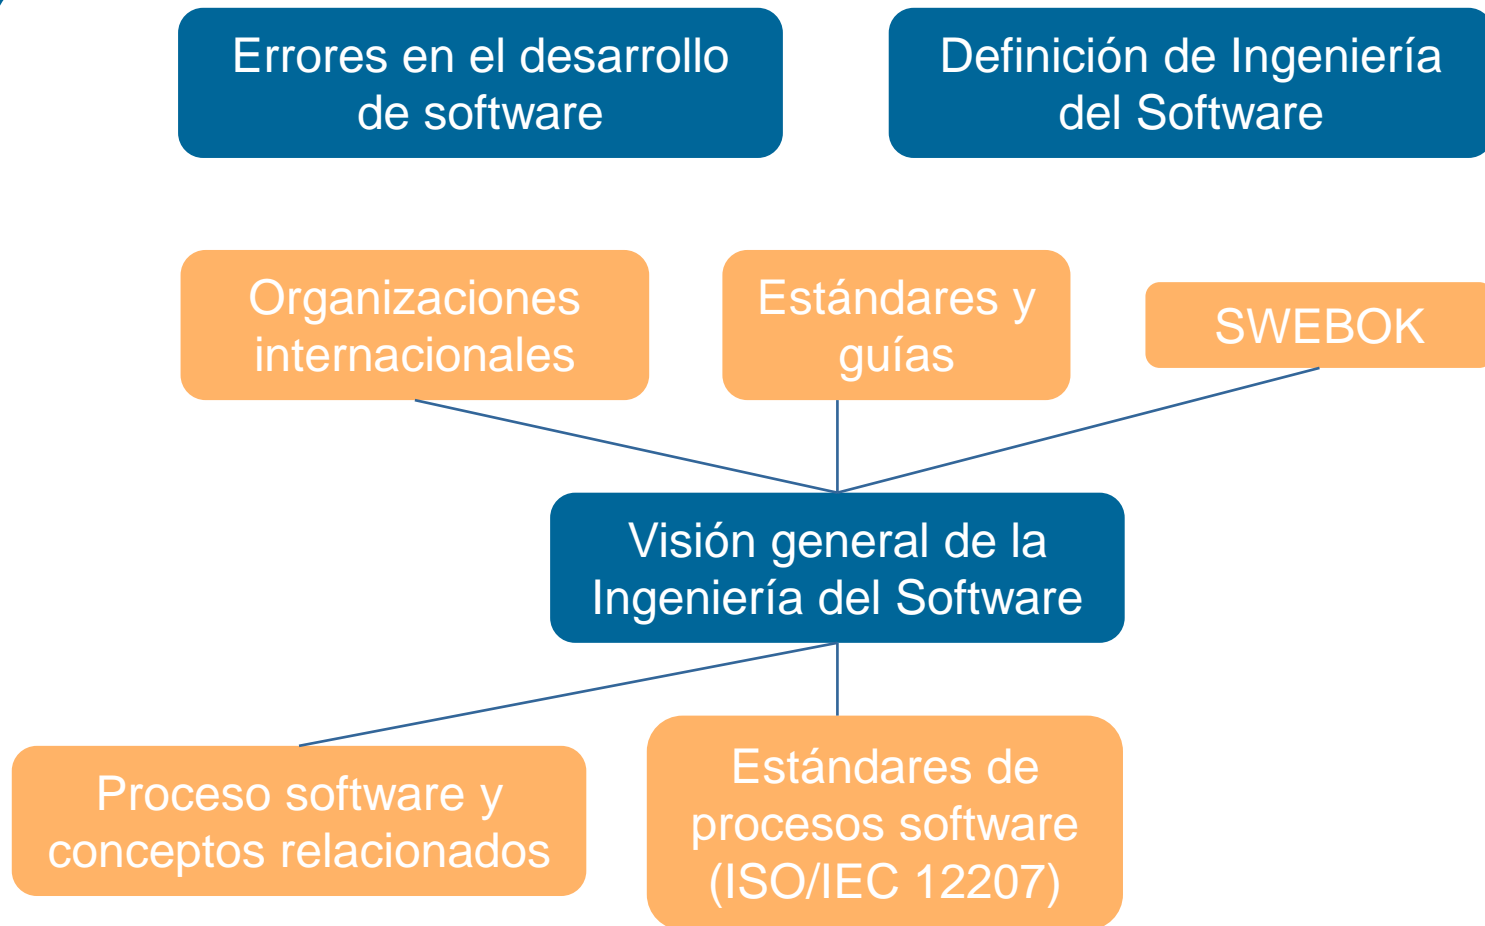 Errores en el desarrollo
de software
Definición de Ingeniería
del Software
Organizaciones
internacionales
Estándares y
guías
SWEBOK
Visión general de la
Ingeniería del Software
Proceso software y
conceptos relacionados
Estándares de
procesos software
(ISO/IEC 12207)